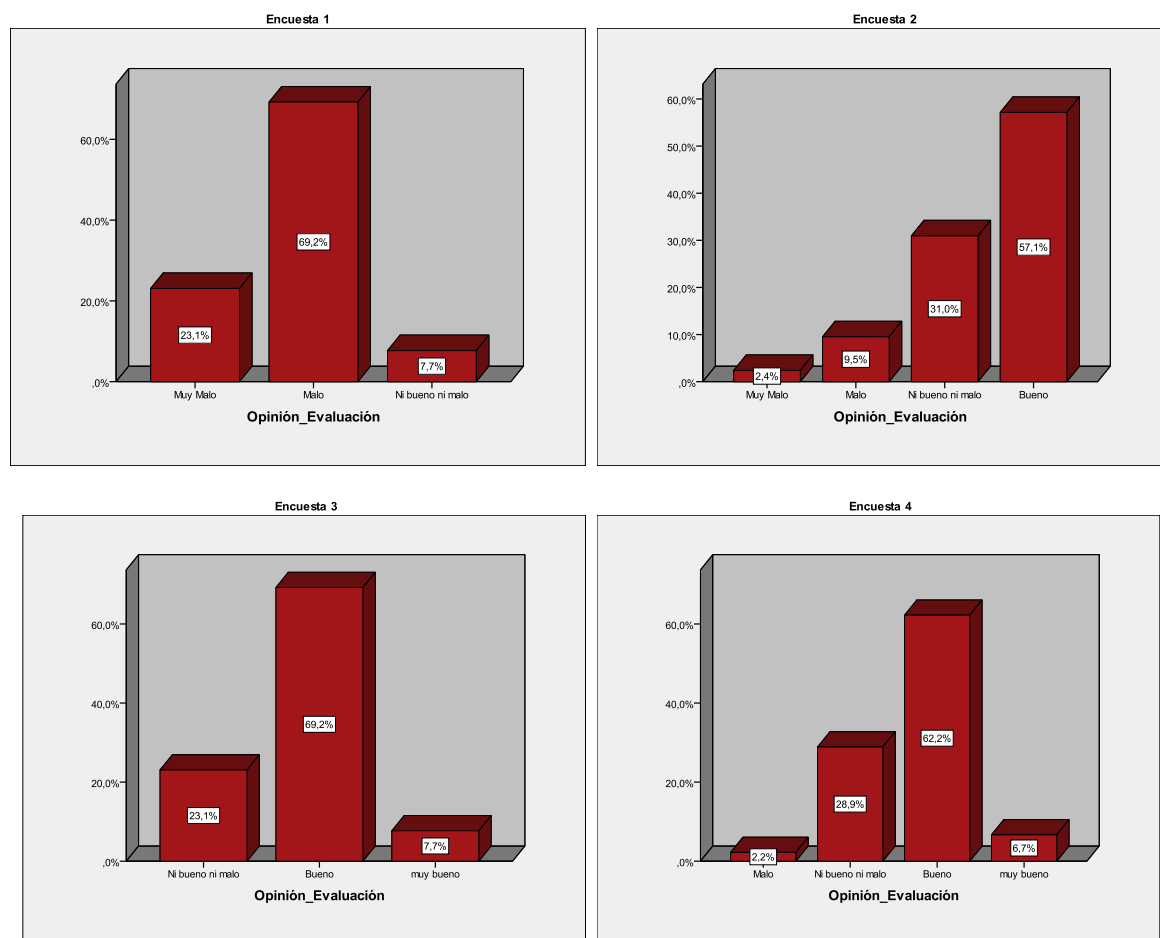 Encuesta 1
60,0%
40,0%
20,0%
,0%
69,2%
23,1%
7,7%
Muy Malo Malo Ni bueno ni malo
Opinión_Evaluación
Encuesta 2
60,0%
50,0%
40,0%
30,0%
20,0%
10,0%
,0%
57,1%
31,0%
9,5%
2,4%
Muy Malo Malo Ni bueno ni malo Bueno
Opinión_Evaluación
Encuesta 3
60,0%
40,0%
20,0%
,0%
69,2%
23,1%
7,7%
Ni bueno ni malo Bueno muy bueno
Opinión_Evaluación
Encuesta 4
60,0%
40,0%
20,0%
,0%
62,2%
28,9%
6,7%
2,2%
Malo Ni bueno ni malo Bueno muy bueno
Opinión_Evaluación